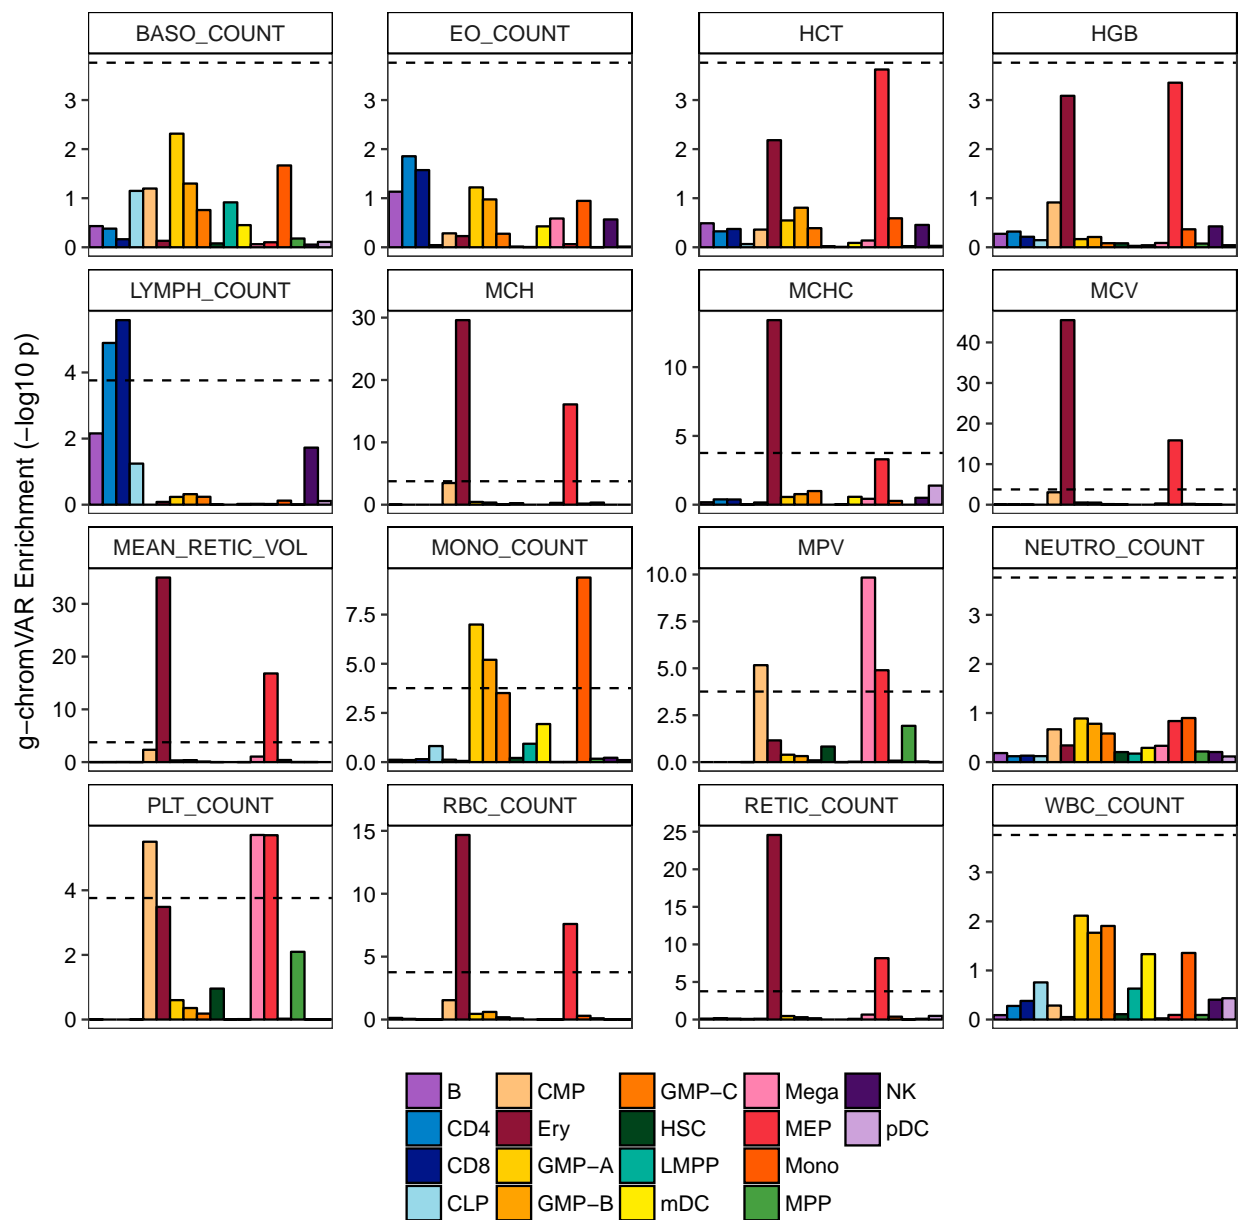 BASO_COUNT EO_COUNT HCT HGB
3 3 3 3
2 2 2 2
1 1 1 1
0 0 0 0
LYMPH_COUNT MCH MCHC MCV
4 30 10 40
2 20 5 30
0 10 0 20
0 10
0
g−chromVAR Enrichment (−log10 p)
MEAN_RETIC_VOL MONO_COUNT MPV NEUTRO_COUNT
30 7.5 10.0 3
20 5.0 7.5 2
10 2.5 5.0 1
0 0.0 2.5 0
0.0
PLT_COUNT RBC_COUNT RETIC_COUNT WBC_COUNT
4 15 25 3
2 10 20 2
0 5 15 1
0 10 0
5
0
B CMP GMP−C Mega NK
CD4 Ery HSC MEP pDC
CD8 GMP−A LMPP Mono
CLP GMP−B mDC MPP